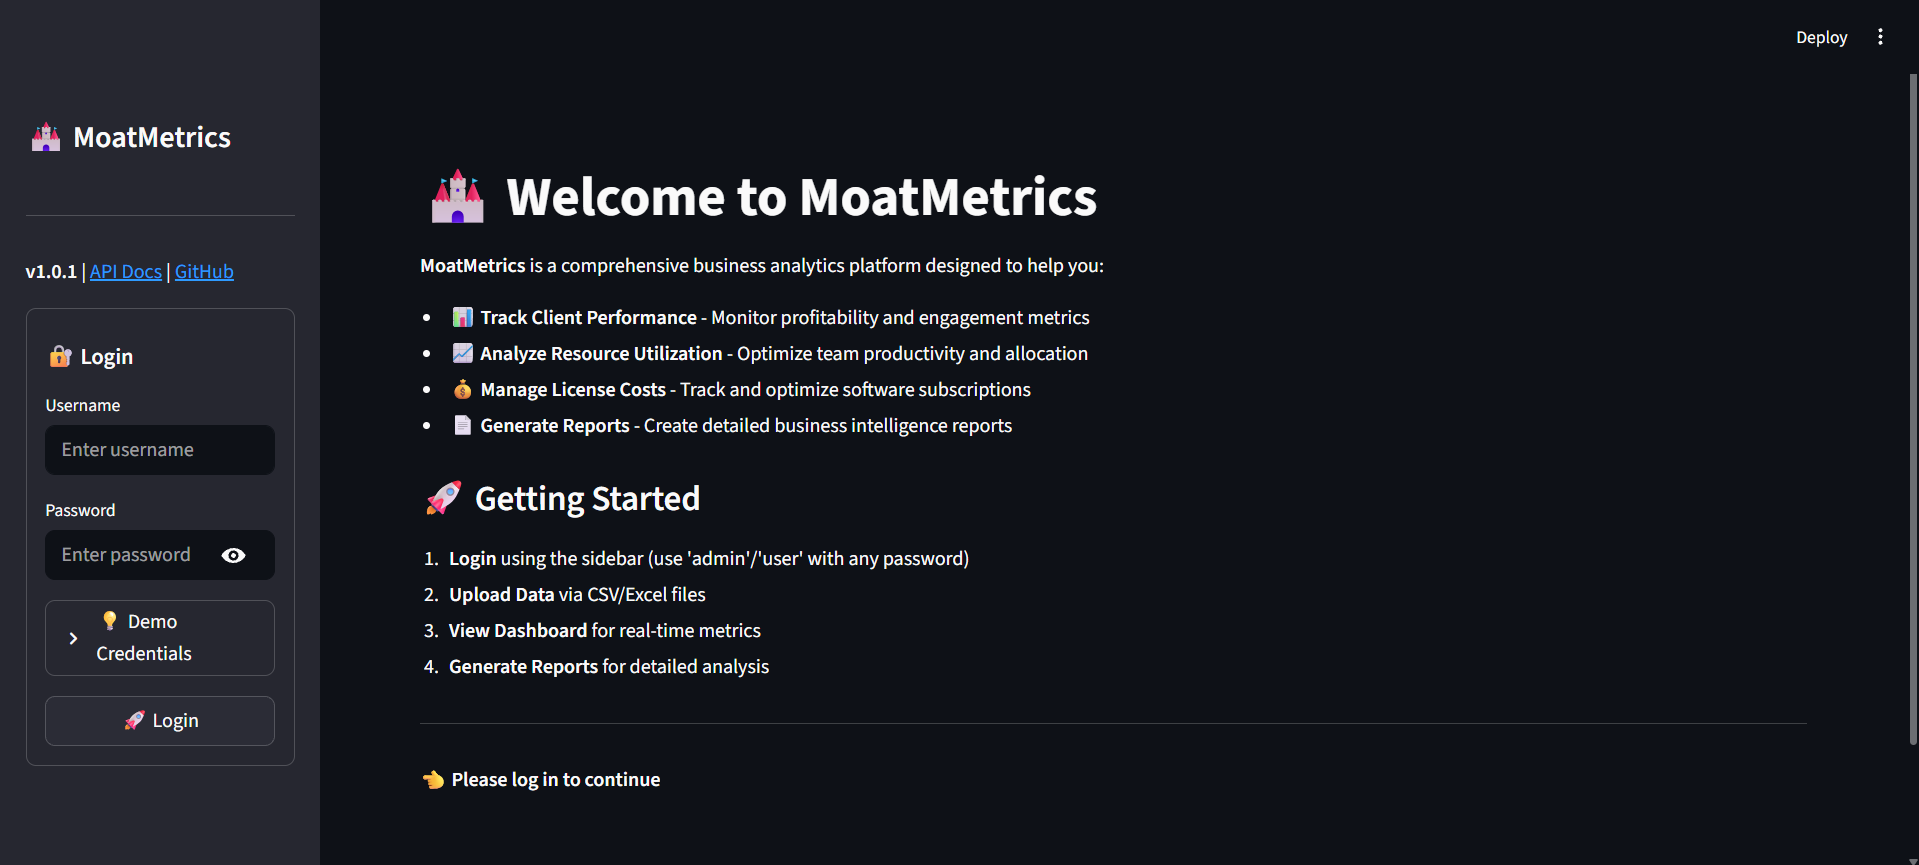 Deploy
🏰 MoatMetrics
v1.0.1 | API Docs | GitHub
🔐 Login
Username
Enter username
Password
Enter password
💡 Demo
Credentials
🚀 Login
🏰 Welcome to MoatMetrics
MoatMetrics is a comprehensive business analytics platform designed to help you:
• 📊 Track Client Performance - Monitor profitability and engagement metrics
• 📈 Analyze Resource Utilization - Optimize team productivity and allocation
• 💰 Manage License Costs - Track and optimize software subscriptions
• 📄 Generate Reports - Create detailed business intelligence reports
🚀 Getting Started
1. Login using the sidebar (use 'admin'/'user' with any password)
2. Upload Data via CSV/Excel files
3. View Dashboard for real-time metrics
4. Generate Reports for detailed analysis
👈 Please log in to continue